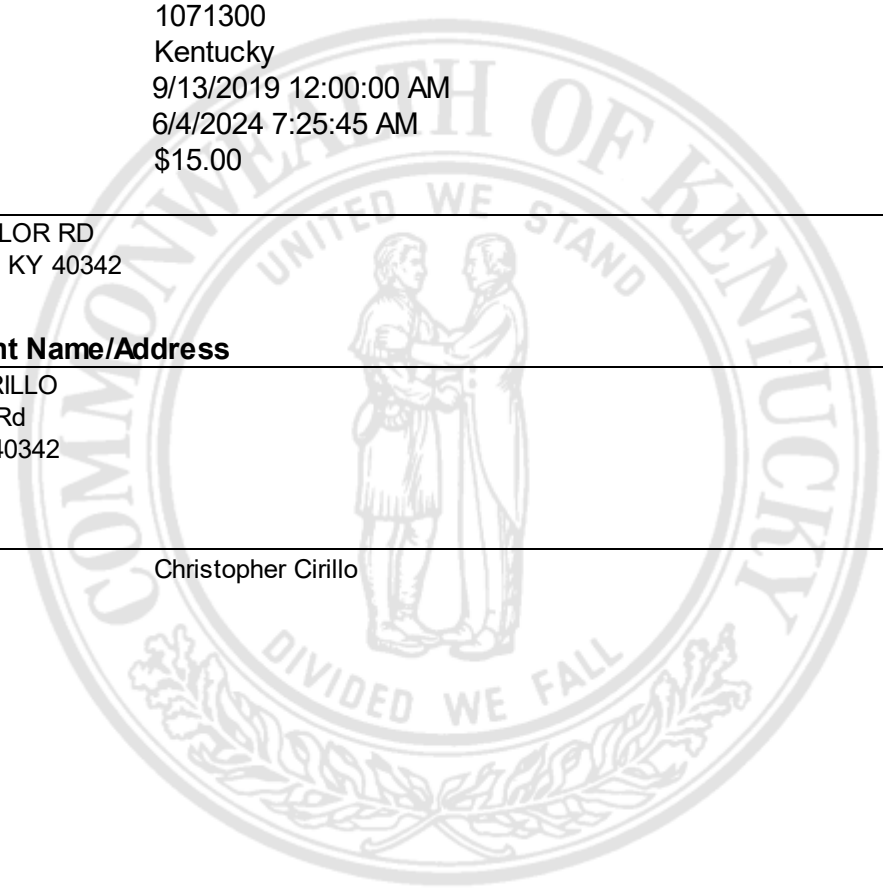 1071300
Kentucky
9/13/2019 12:00:00 AM
6/4/2024 7:25:45 AM
$15.00
LOR RD
KY 40342
nt Name/Address
RILLO
Rd
40342
Christopher Cirillo
COMMONWEALTH OF KENTUCKY
UNITED WE STAND
DIVIDED WE FALL